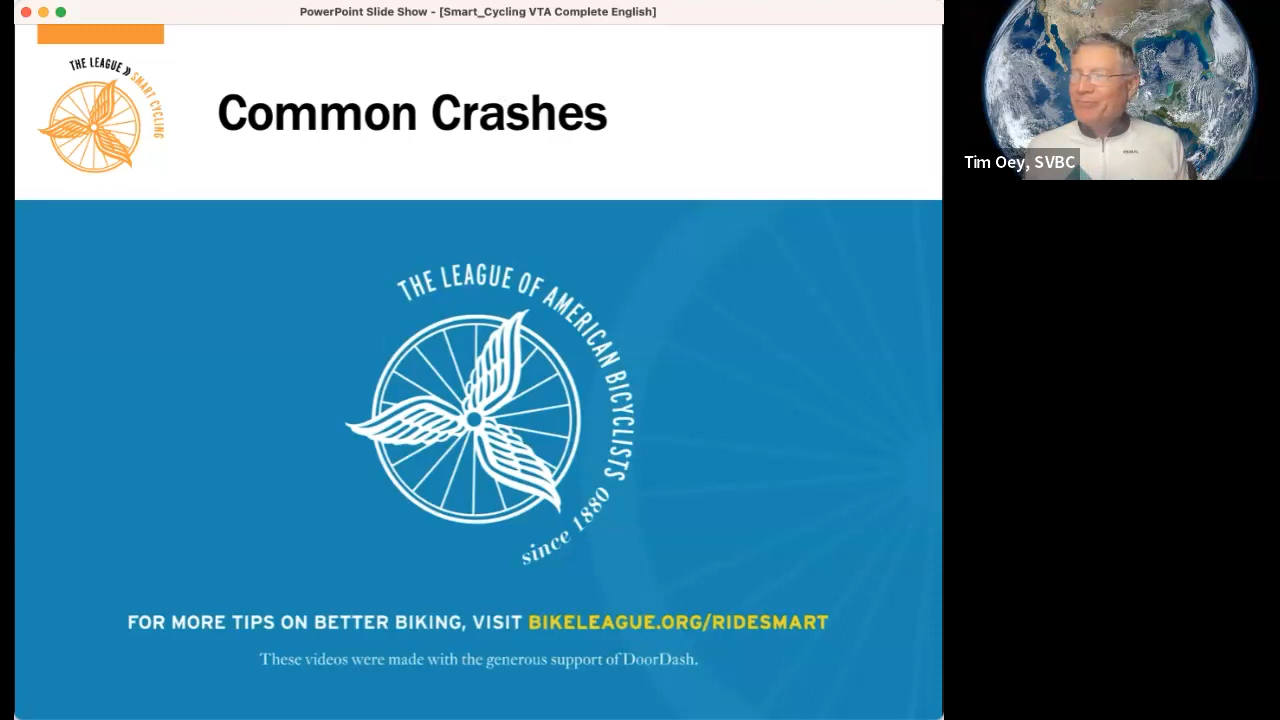 PowerPoint Slide Show - [Smart_Cycling VTA Complete English]
THE LEAGUE SMART CYCLING
Common Crashes
Tim Oey, SVBC
THE LEAGUE OF AMERICAN BICYCLISTS
since 1880
FOR MORE TIPS ON BETTER BIKING, VISIT BIKELEAGUE.ORG/RIDESMART
These videos were made with the generous support of DoorDash.